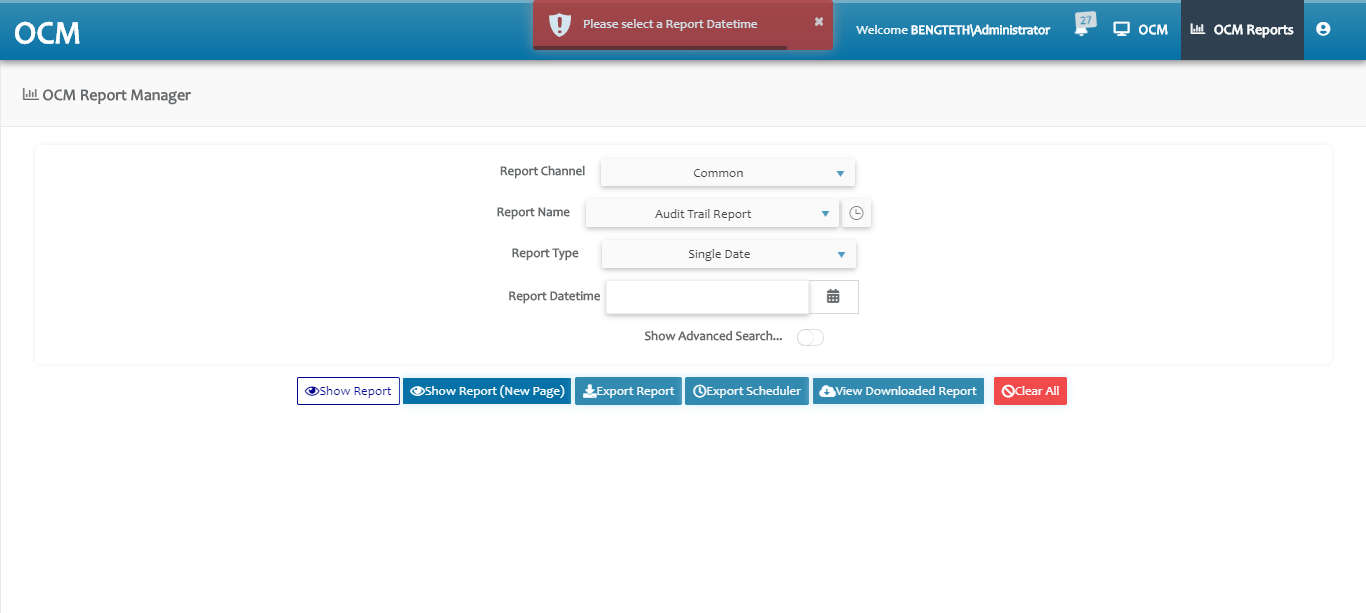 OCM
Please select a Report Datetime
Welcome BENGTETH\Administrator
27
OCM
OCM Reports
OCM Report Manager
Report Channel
Common
Report Name
Audit Trail Report
Report Type
Single Date
Report Datetime
Show Advanced Search...
Show Report
Show Report (New Page)
Export Report
Export Scheduler
View Downloaded Report
Clear All